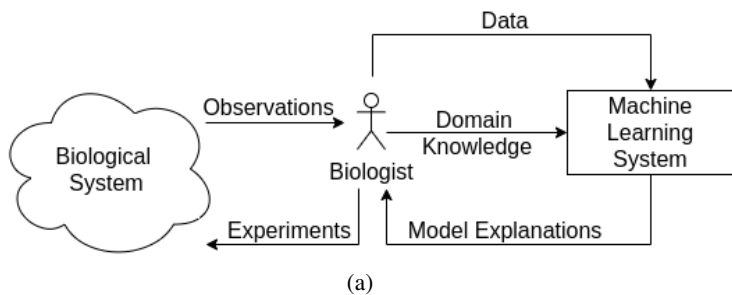 Data
Observations
Domain
Knowledge
Machine
Learning
System
Biological
System
Biologist
Experiments
Model Explanations
(a)